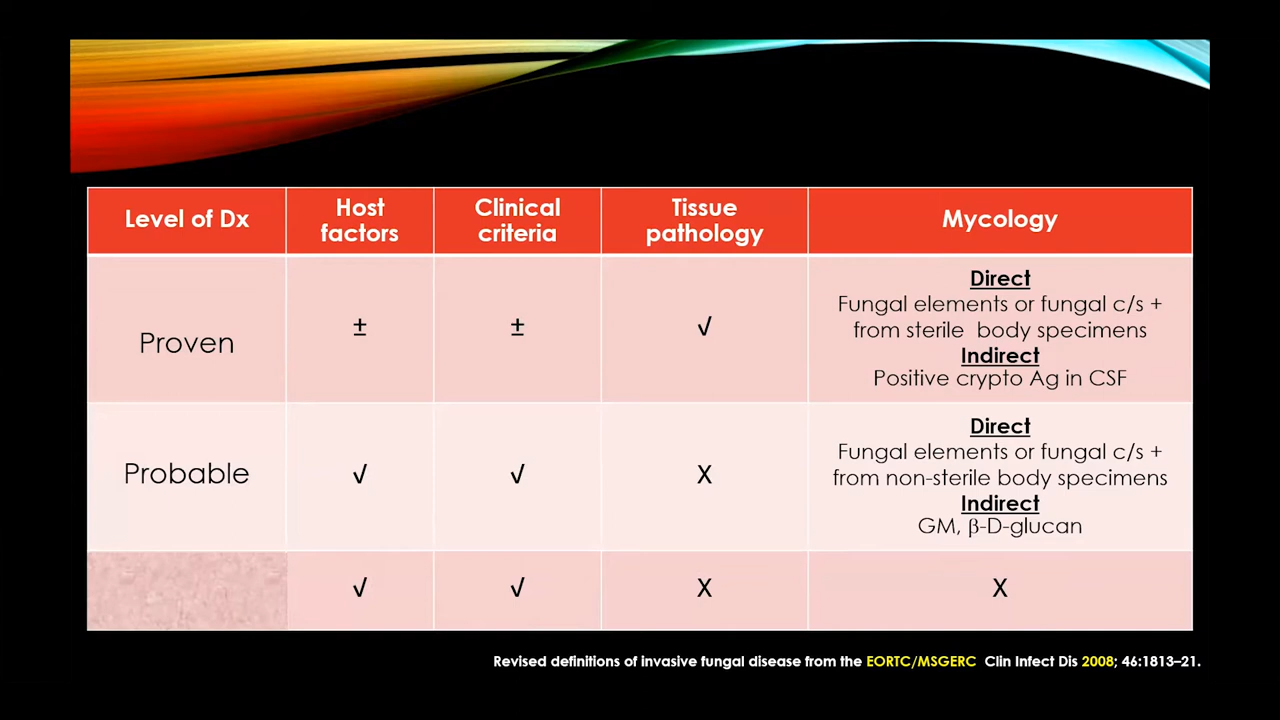 Level of Dx
Host
factors
Clinical
criteria
Tissue
pathology
Mycology
Proven
±
±
√
Direct
Fungal elements or fungal c/s +
from sterile body specimens
Indirect
Positive crypto Ag in CSF
Probable
√
√
X
Direct
Fungal elements or fungal c/s +
from non-sterile body specimens
Indirect
GM, β-D-glucan
√
√
X
X
Revised definitions of invasive fungal disease from the EORTC/MSGERC Clin Infect Dis 2008; 46:1813–21.